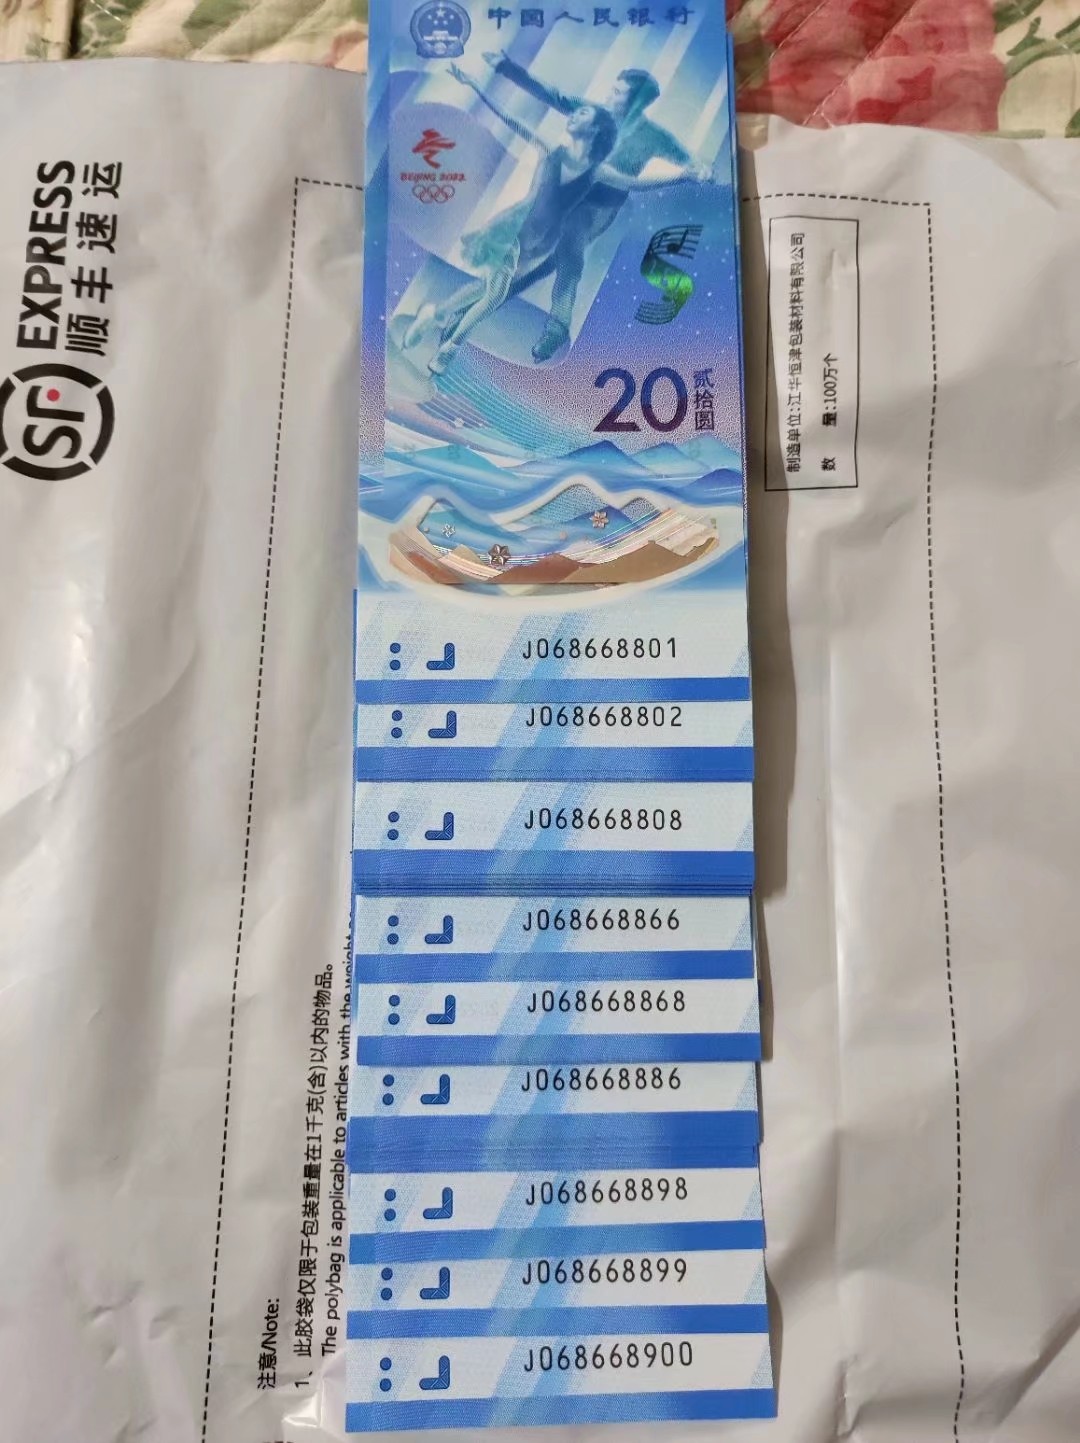 中国人民银行
BEIJING 2022
20
贰拾圆
J068668801
J068668802
J068668808
J068668866
J068668868
J068668886
J068668898
J068668899
J068668900
SF
EXPRESS
顺丰速运
制造单位:江华恒津包装材料有限公司
数 量:100万个
注意/Note:
1、此胶袋仅限于包装重量在1千克(含)以内的物品。
The polybag is applicable to articles with the weight